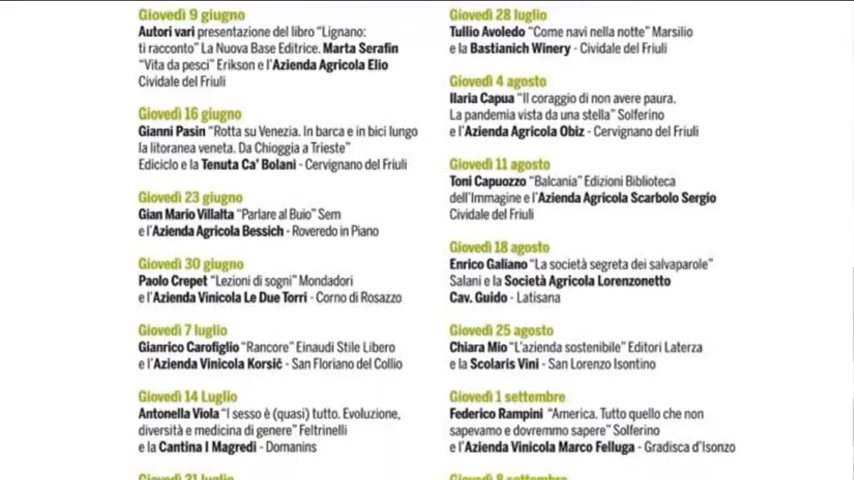 Giovedì 9 giugno
Autori vari presentazione del libro "Lignano:
ti racconto" La Nuova Base Editrice. Marta Serafin
"Vita da pesci" Erikson e l'Azienda Agricola Elio
Cividale del Friuli
Giovedì 16 giugno
Gianni Pasin "Rotta su Venezia. In barca e in bici lungo
la litoranea veneta. Da Chioggia a Trieste"
Ediciclo e la Tenuta Ca' Bolani - Cervignano del Friuli
Giovedì 23 giugno
Gian Mario Villalta "Parlare al Buio" Sem
e l'Azienda Agricola Bessich - Roveredo in Piano
Giovedì 30 giugno
Paolo Crepet "Lezioni di sogni" Mondadori
e l'Azienda Vinicola Le Due Torri - Corno di Rosazzo
Giovedì 7 luglio
Gianrico Carofiglio "Rancore" Einaudi Stile Libero
e l'Azienda Vinicola Korsič - San Floriano del Collio
Giovedì 14 Luglio
Antonella Viola "I sesso è (quasi) tutto. Evoluzione,
diversità e medicina di genere" Feltrinelli
e la Cantina I Magredi - Domanins
Giovedì 21 luglio
Giovedì 28 luglio
Tullio Avoledo "Come navi nella notte" Marsilio
e la Bastianich Winery - Cividale del Friuli
Giovedì 4 agosto
Ilaria Capua "Il coraggio di non avere paura.
La pandemia vista da una stella" Solferino
e l'Azienda Agricola Obiz - Cervignano del Friuli
Giovedì 11 agosto
Toni Capuozzo "Balcania" Edizioni Biblioteca
dell'Immagine e l'Azienda Agricola Scarbolo Sergio
Cividale del Friuli
Giovedì 18 agosto
Enrico Galiano "La società segreta dei salvaparole"
Salani e la Società Agricola Lorenzonetto
Cav. Guido - Latisana
Giovedì 25 agosto
Chiara Mio "L'azienda sostenibile" Editori Laterza
e la Scolaris Vini - San Lorenzo Isontino
Giovedì 1 settembre
Federico Rampini "America. Tutto quello che non
sapevamo e dovremmo sapere" Solferino
e l'Azienda Vinicola Marco Felluga - Gradisca d'Isonzo
Giovedì 8 settembre